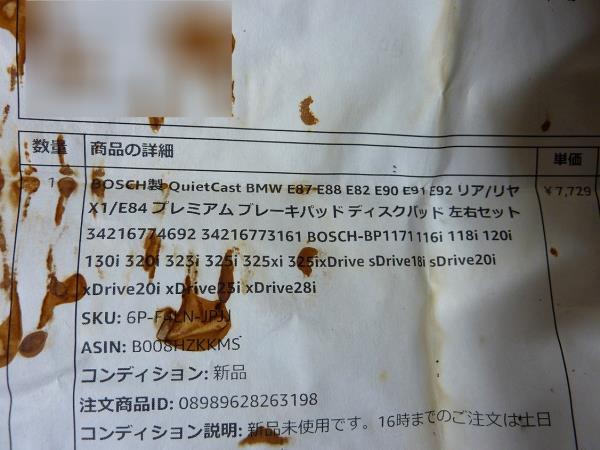 数量 商品の詳細 単価
1 BOSCH製 QuietCast BMW E87 E88 E82 E90 E91 E92 リア/リヤ ¥7,729
X1/E84 プレミアム ブレーキパッド ディスクパッド 左右セット
34216774692 34216773161 BOSCH-BP1171 116i 118i 120i
130i 320i 323i 325i 325xi 325ixDrive sDrive18i sDrive20i
xDrive20i xDrive25i xDrive28i
SKU:
ASIN: B008HZKKMS
コンディション: 新品
注文商品ID: 08989628263198
コンディション説明: 新品未使用です。16時までのご注文は土日